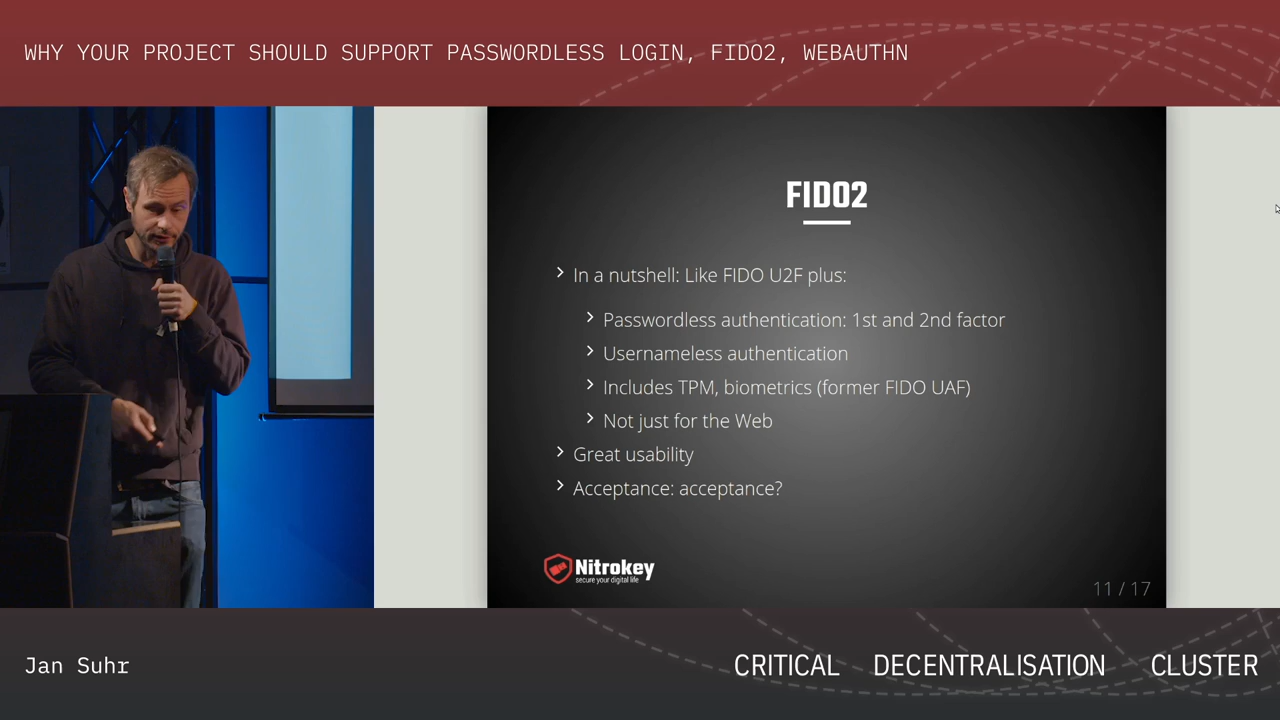 WHY YOUR PROJECT SHOULD SUPPORT PASSWORDLESS LOGIN, FIDO2, WEBAUTHN
FIDO2
In a nutshell: Like FIDO U2F plus:
Passwordless authentication: 1st and 2nd factor
Usernameless authentication
Includes TPM, biometrics (former FIDO UAF)
Not just for the Web
Great usability
Acceptance: acceptance?
Nitrokey
secure your digital life
11 / 17
Jan Suhr
CRITICAL DECENTRALISATION CLUSTER